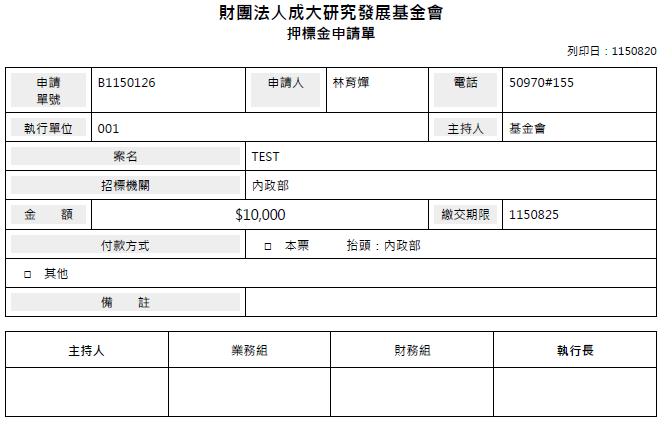 財團法人成大研究發展基金會
押標金申請單
列印日：1150820
申請
單號 B1150126 申請人 林育嬋 電話 50970#155
執行單位 001 主持人 基金會
案名 TEST
招標機關 內政部
金　　額 $10,000 繳交期限 1150825
付款方式 □ 本票 抬頭：內政部
□ 其他
備　　註
主持人 業務組 財務組 執行長